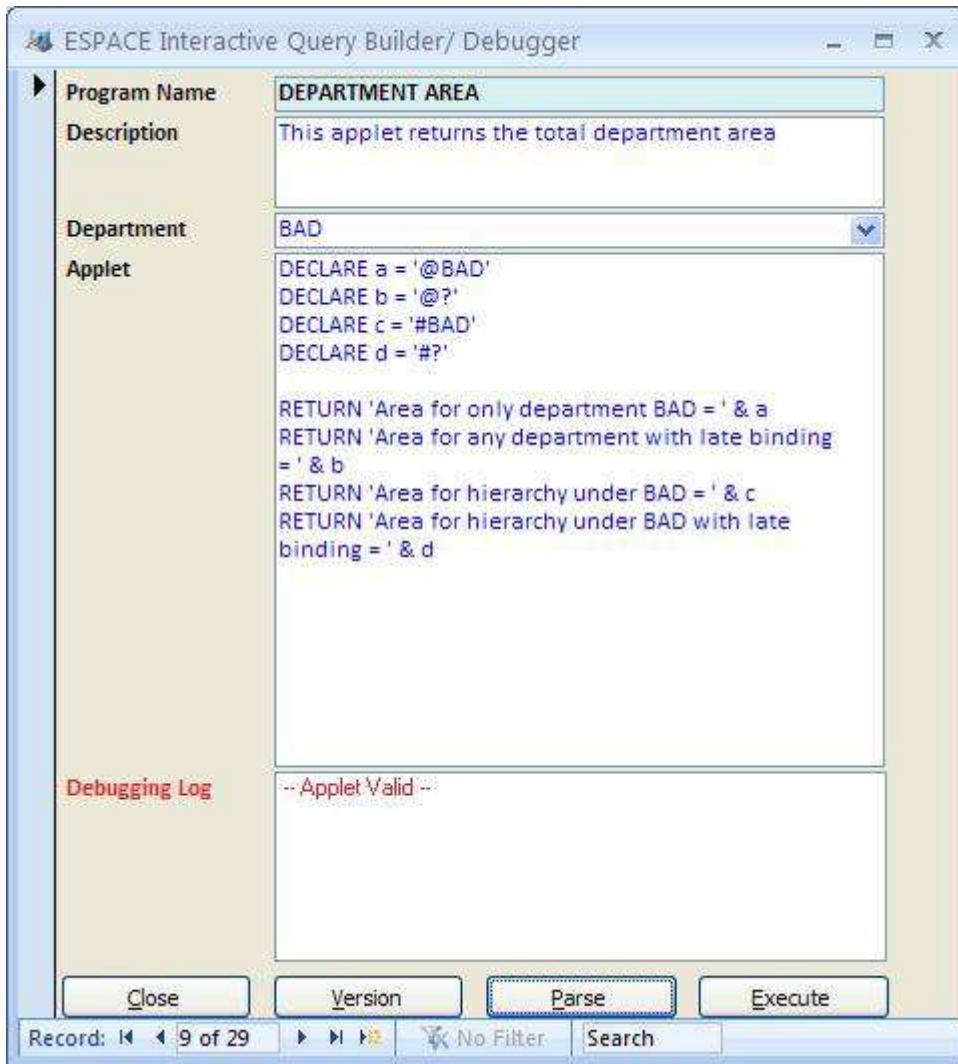 ESPACE Interactive Query Builder/ Debugger
Program Name
DEPARTMENT AREA
Description
This applet returns the total department area
Department
BAD
Applet
DECLARE a = '@BAD'
DECLARE b = '@?'
DECLARE c = '#BAD'
DECLARE d = '#?'
RETURN 'Area for only department BAD = ' & a
RETURN 'Area for any department with late binding
= ' & b
RETURN 'Area for hierarchy under BAD = ' & c
RETURN 'Area for hierarchy under BAD with late
binding = ' & d
Debugging Log
-- Applet Valid --
Close
Version
Parse
Execute
Record:
9 of 29
No Filter
Search